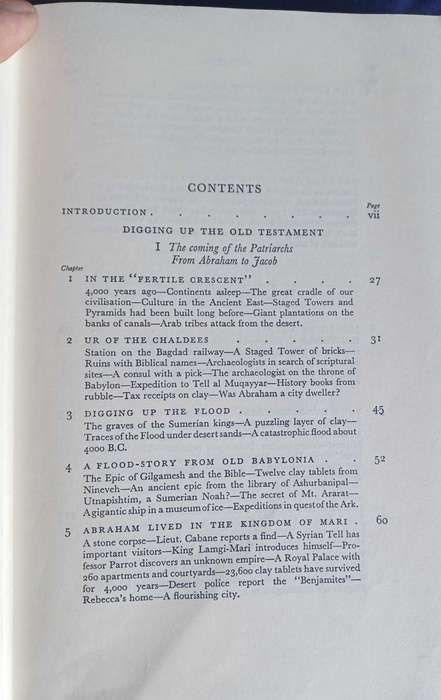 CONTENTS
Page
INTRODUCTION . . . . . . . . vii
DIGGING UP THE OLD TESTAMENT
I The coming of the Patriarchs
From Abraham to Jacob
Chapter
1 IN THE "FERTILE CRESCENT" . . . . 27
4,000 years ago—Continents asleep—The great cradle of our
civilisation—Culture in the Ancient East—Staged Towers and
Pyramids had been built long before—Giant plantations on the
banks of canals—Arab tribes attack from the desert.
2 UR OF THE CHALDEES . . . . . 31
Station on the Bagdad railway—A Staged Tower of bricks—
Ruins with Biblical names—Archaeologists in search of scriptural
sites—A consul with a pick—The archaeologist on the throne of
Babylon—Expedition to Tell al Muqayyar—History books from
rubble—Tax receipts on clay—Was Abraham a city dweller?
3 DIGGING UP THE FLOOD . . . . . 45
The graves of the Sumerian kings—A puzzling layer of clay—
Traces of the Flood under desert sands—A catastrophic flood about
4000 B.C.
4 A FLOOD-STORY FROM OLD BABYLONIA . . 52
The Epic of Gilgamesh and the Bible—Twelve clay tablets from
Nineveh—An ancient epic from the library of Ashurbanipal—
Utnapishtim, a Sumerian Noah?—The secret of Mt. Ararat—
A gigantic ship in a museum of ice—Expeditions in quest of the Ark.
5 ABRAHAM LIVED IN THE KINGDOM OF MARI . 60
A stone corpse—Lieut. Cabane reports a find—A Syrian Tell has
important visitors—King Lamgi-Mari introduces himself—Pro-
fessor Parrot discovers an unknown empire—A Royal Palace with
260 apartments and courtyards—23,600 clay tablets have survived
for 4,000 years—Desert police report the "Benjamites"—
Rebecca's home—A flourishing city.